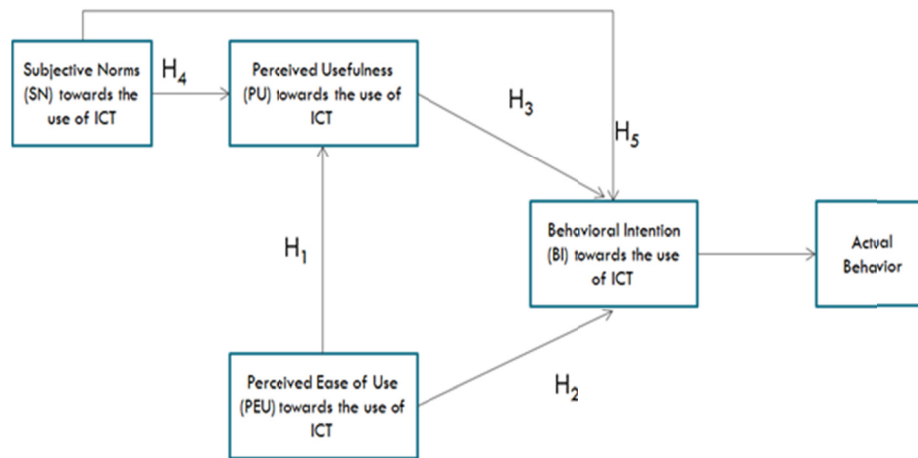 Subjective Norms
(SN) towards the
use of ICT
H4
Perceived Usefulness
(PU) towards the use of
ICT
H3
H5
Behavioral Intention
(BI) towards the use
of ICT
Actual
Behavior
H1
Perceived Ease of Use
(PEU) towards the use of
ICT
H2